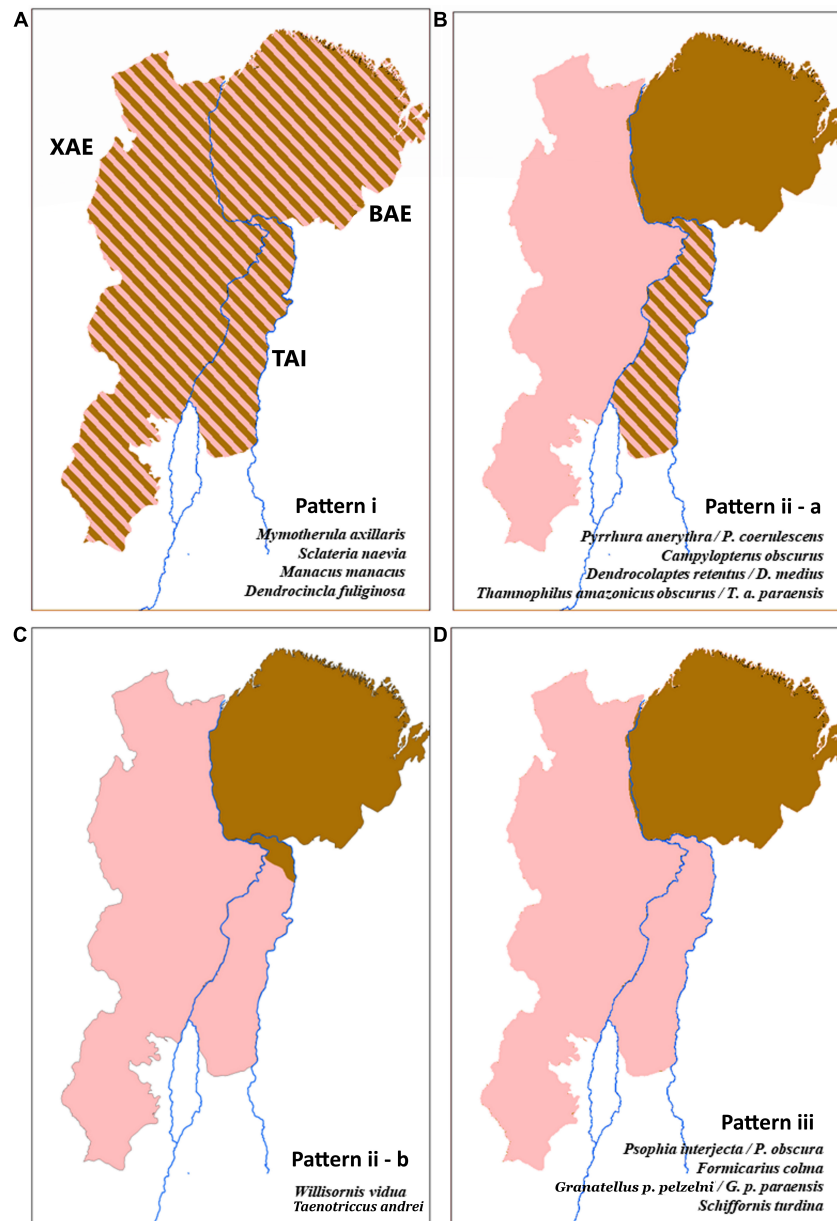 A
XAE
BAE
TAI
Pattern i
Mymotherula axillaris
Sclateria naevia
Manacus manacus
Dendrocincla fuliginosa
B
Pattern ii - a
Pyrrhura anerythra / P. coerulescens
Campylopterus obscurus
Dendrocolaptes retentus / D. medius
Thamnophilus amazonicus obscurus / T. a. paraensis
C
Pattern ii - b
Willisornis vidua
Taenotriccus andrei
D
Pattern iii
Psophia interjecta / P. obscura
Formicarius colma
Granatellus p. pelzelni / G. p. paraensis
Schiffornis turdina